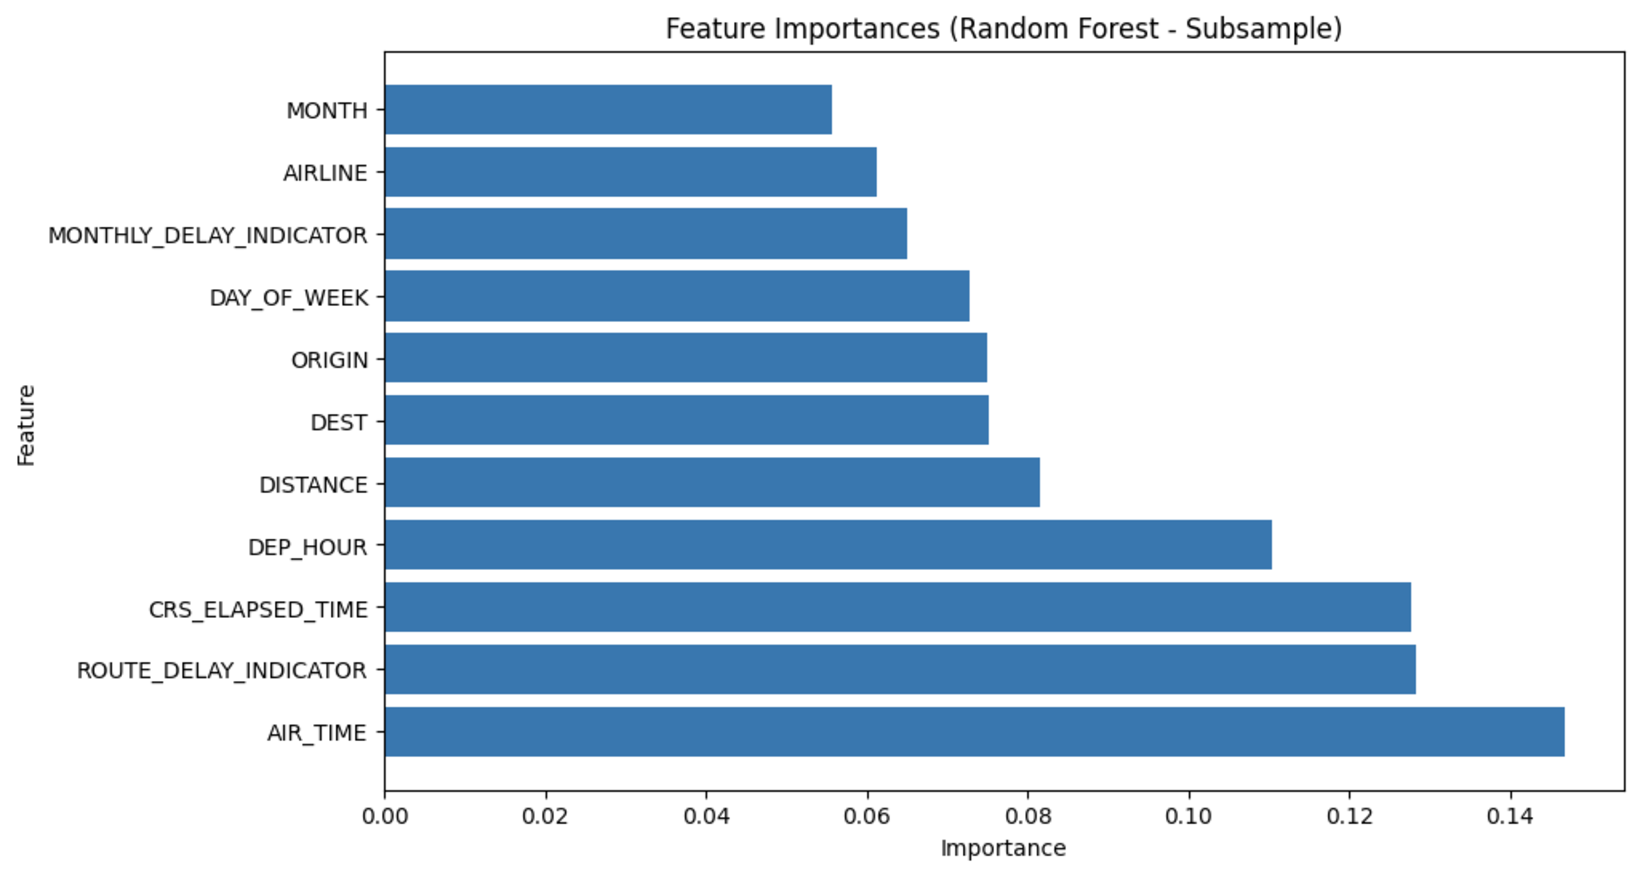 Feature Importances (Random Forest - Subsample)
MONTH
AIRLINE
MONTHLY_DELAY_INDICATOR
DAY_OF_WEEK
ORIGIN
DEST
DISTANCE
DEP_HOUR
CRS_ELAPSED_TIME
ROUTE_DELAY_INDICATOR
AIR_TIME
Feature
0.00 0.02 0.04 0.06 0.08 0.10 0.12 0.14
Importance